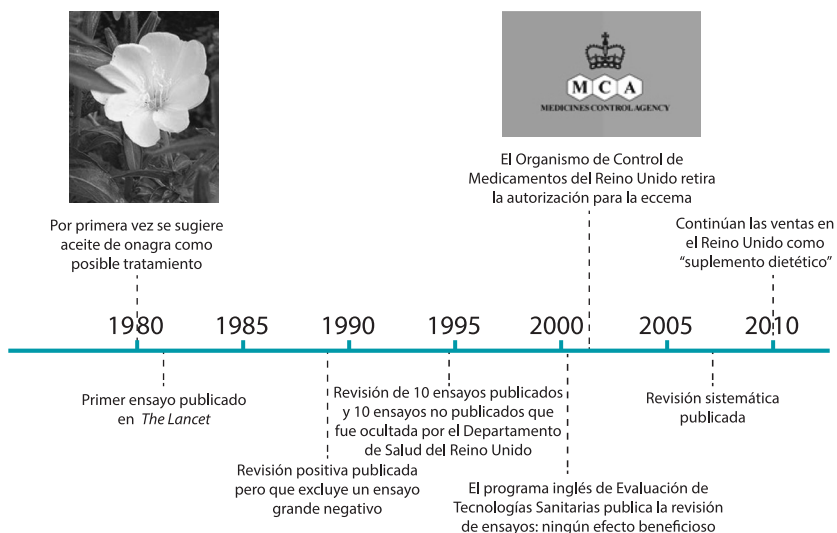 M C A
MEDICINES CONTROL AGENCY
El Organismo de Control de
Medicamentos del Reino Unido retira
la autorización para la eccema
Por primera vez se sugiere
aceite de onagra como
posible tratamiento
Continúan las ventas en
el Reino Unido como
“suplemento dietético”
1980 1985 1990 1995 2000 2005 2010
Primer ensayo publicado
en The Lancet
Revisión de 10 ensayos publicados
y 10 ensayos no publicados que
fue ocultada por el Departamento
de Salud del Reino Unido
Revisión sistemática
publicada
Revisión positiva publicada
pero que excluye un ensayo
grande negativo
El programa inglés de Evaluación de
Tecnologías Sanitarias publica la revisión
de ensayos: ningún efecto beneficioso